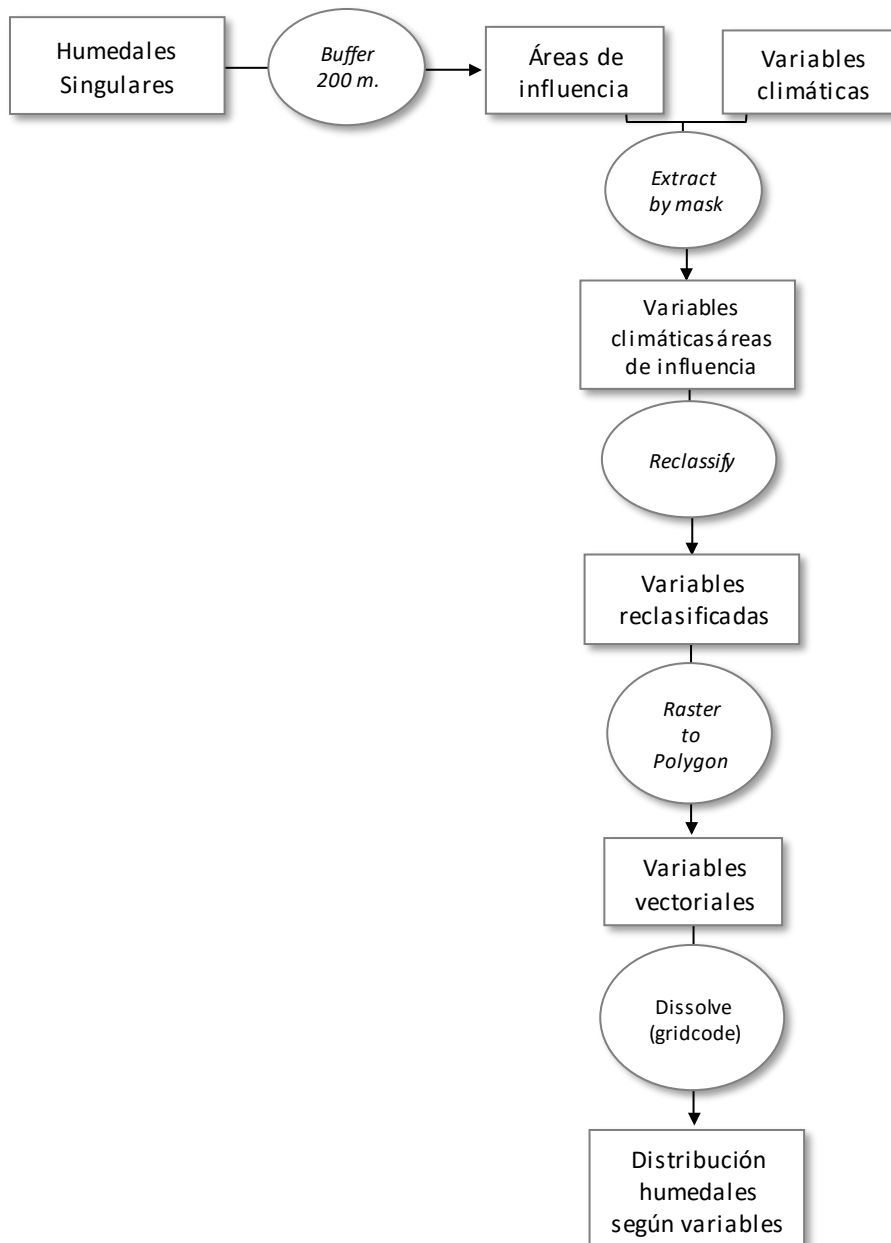 Humedales
Singulares
Buffer
200 m.
Áreas de
influencia
Variables
climáticas
Extract
by mask
Variables
climáticas áreas
de influencia
Reclassify
Variables
reclasificadas
Raster
to
Polygon
Variables
vectoriales
Dissolve
(gridcode)
Distribución
humedales
según variables